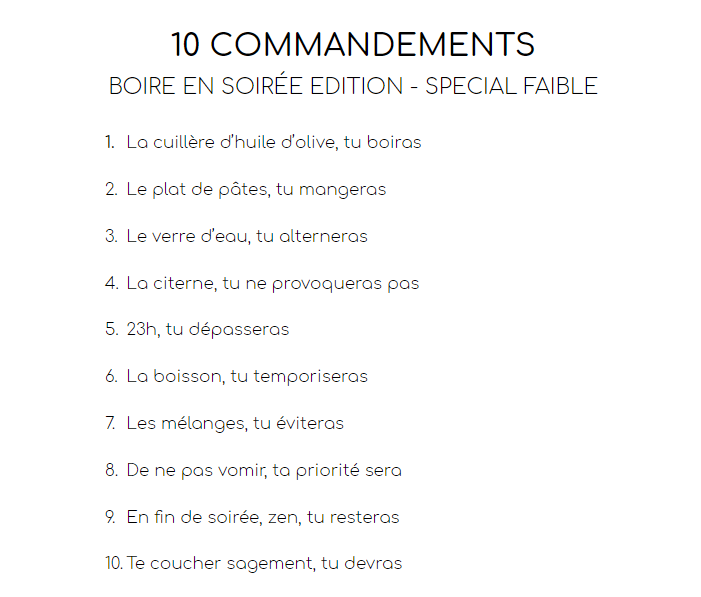 10 COMMANDEMENTS
BOIRE EN SOIRÉE EDITION - SPECIAL FAIBLE
1. La cuillère d'huile d'olive, tu boiras
2. Le plat de pâtes, tu mangeras
3. Le verre d'eau, tu alterneras
4. La citerne, tu ne provoqueras pas
5. 23h, tu dépasseras
6. La boisson, tu temporiseras
7. Les mélanges, tu éviteras
8. De ne pas vomir, ta priorité sera
9. En fin de soirée, zen, tu resteras
10. Te coucher sagement, tu devras